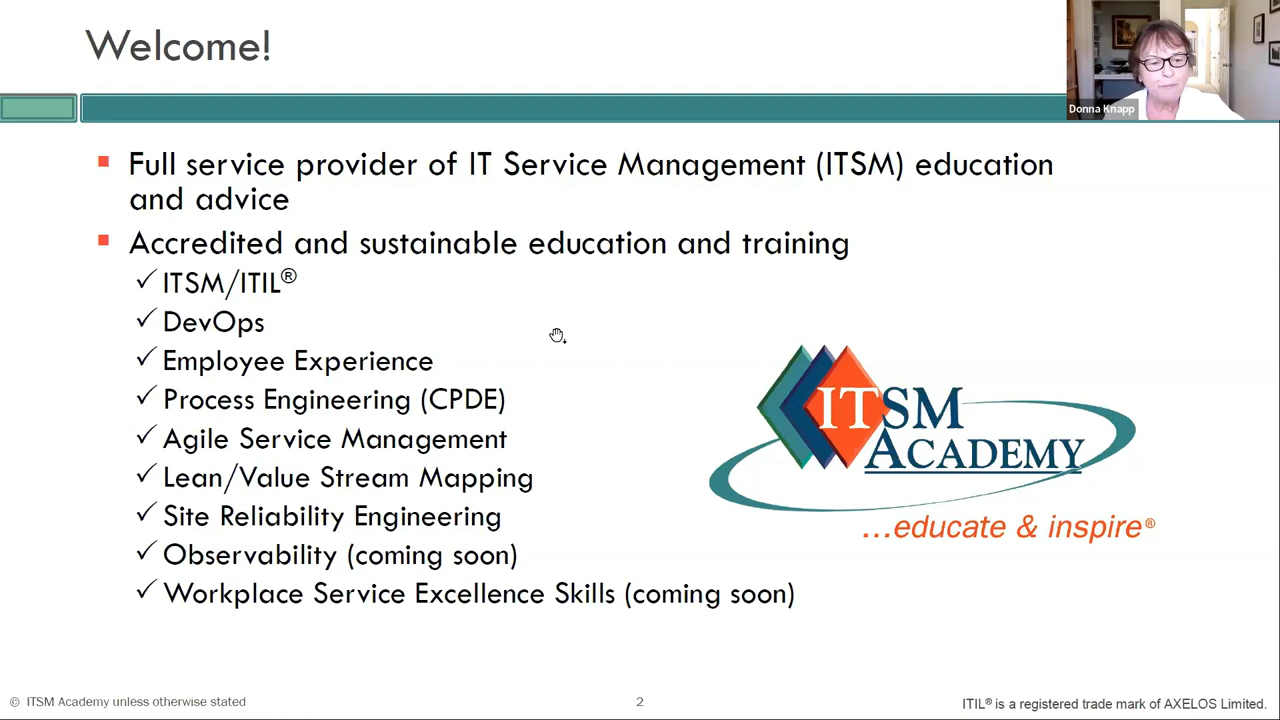 Welcome!
Donna Knapp
▪ Full service provider of IT Service Management (ITSM) education
and advice
▪ Accredited and sustainable education and training
✓ ITSM/ITIL®
✓ DevOps
✓ Employee Experience
✓ Process Engineering (CPDE)
✓ Agile Service Management
✓ Lean/Value Stream Mapping
✓ Site Reliability Engineering
✓ Observability (coming soon)
✓ Workplace Service Excellence Skills (coming soon)
ITSM
ACADEMY
...educate & inspire®
© ITSM Academy unless otherwise stated
2
ITIL® is a registered trade mark of AXELOS Limited.